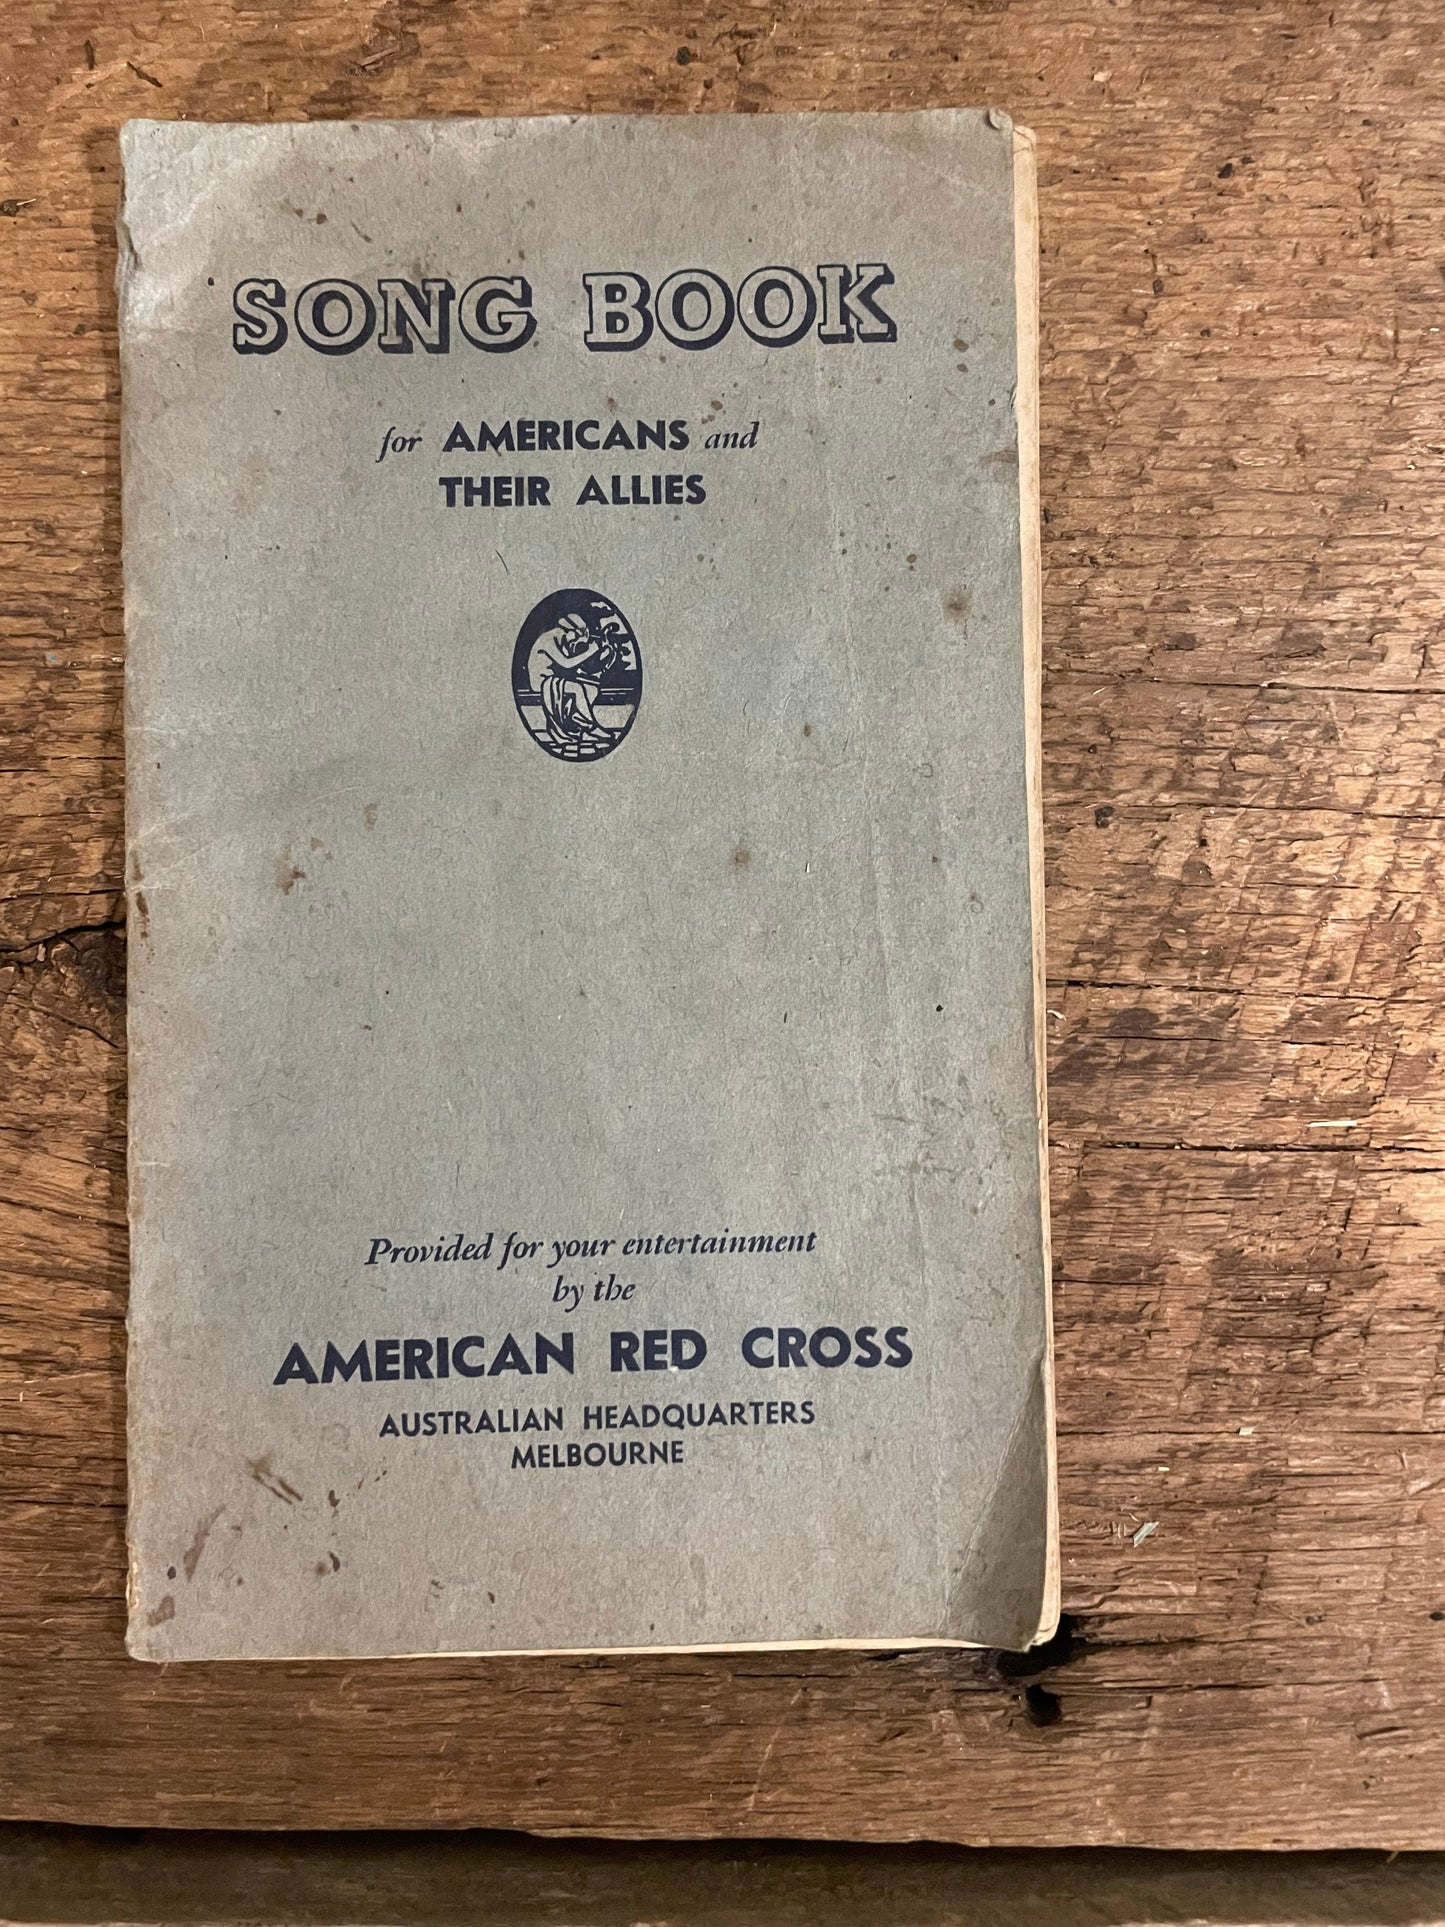 SONG BOOK
for AMERICANS and
THEIR ALLIES
Provided for your entertainment
by the
AMERICAN RED CROSS
AUSTRALIAN HEADQUARTERS
MELBOURNE